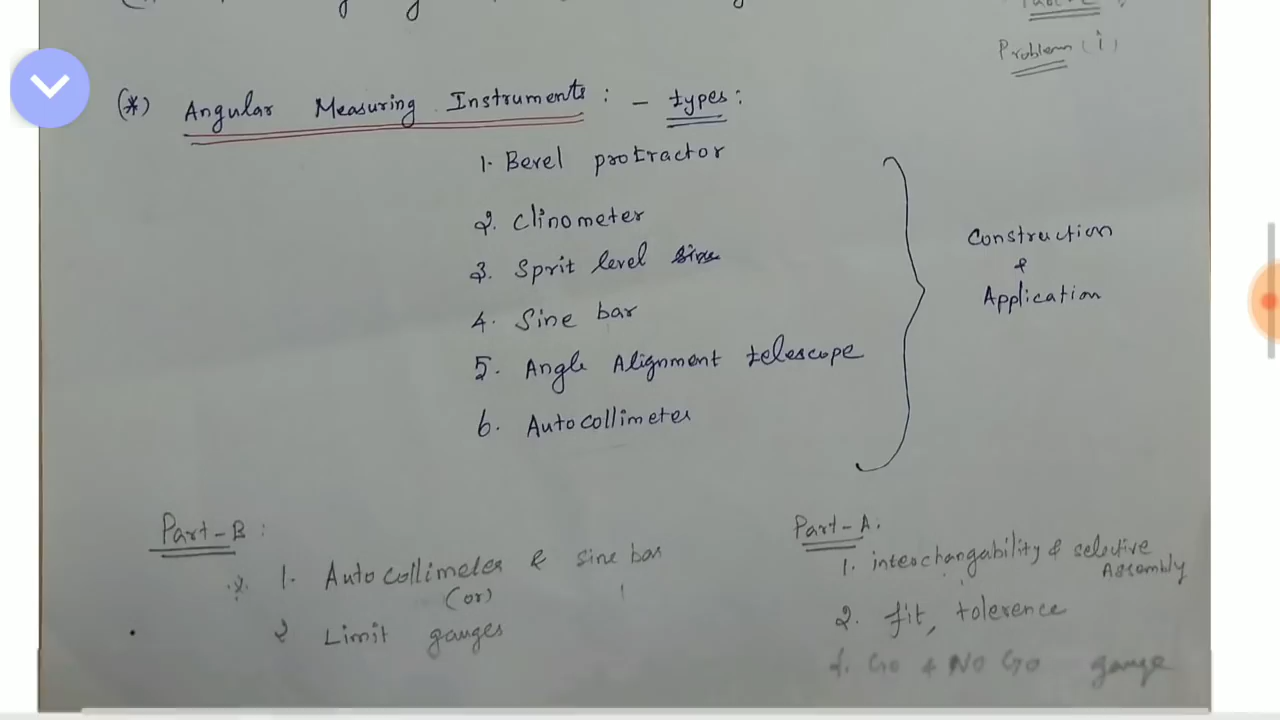 Problem (i)
(*) Angular Measuring Instruments : - types :
1. Bevel protractor
2. Clinometer
3. Sprit level
4. Sine bar
5. Angle Alignment telescope
6. Autocollimeter
Construction
&
Application
Part-B :
* 1. Autocollimeter & sine bar
(or)
2 Limit gauges
Part-A.
1. interchangability & selective
Assembly
2. fit, tolerence
GO & NO GO gauge